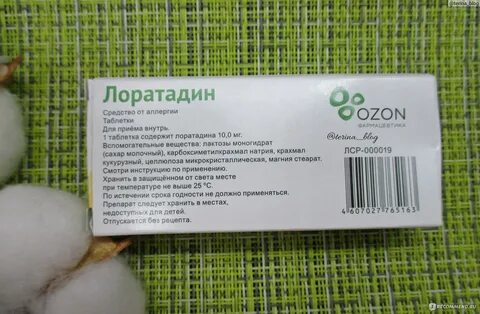 @terina_blog
Лоратадин
Средство от аллергии
Таблетки
Для приёма внутрь.
1 таблетка содержит лоратадина 10,0 мг.
Вспомогательные вещества: лактозы моногидрат
(сахар молочный), карбоксиметилкрахмал натрия, крахмал
кукурузный, целлюлоза микрокристаллическая, магния стеарат.
Смотри инструкцию по применению.
Хранить в защищённом от света месте
при температуре не выше 25 °С.
По истечении срока годности не должно применяться.
Препарат следует хранить в местах,
недоступных для детей.
Отпускается без рецепта.
OZON
ФАРМАЦЕВТИКА
@terina_blog
ЛСР-000019
4 607027 765163
IRECOMMEND.RU